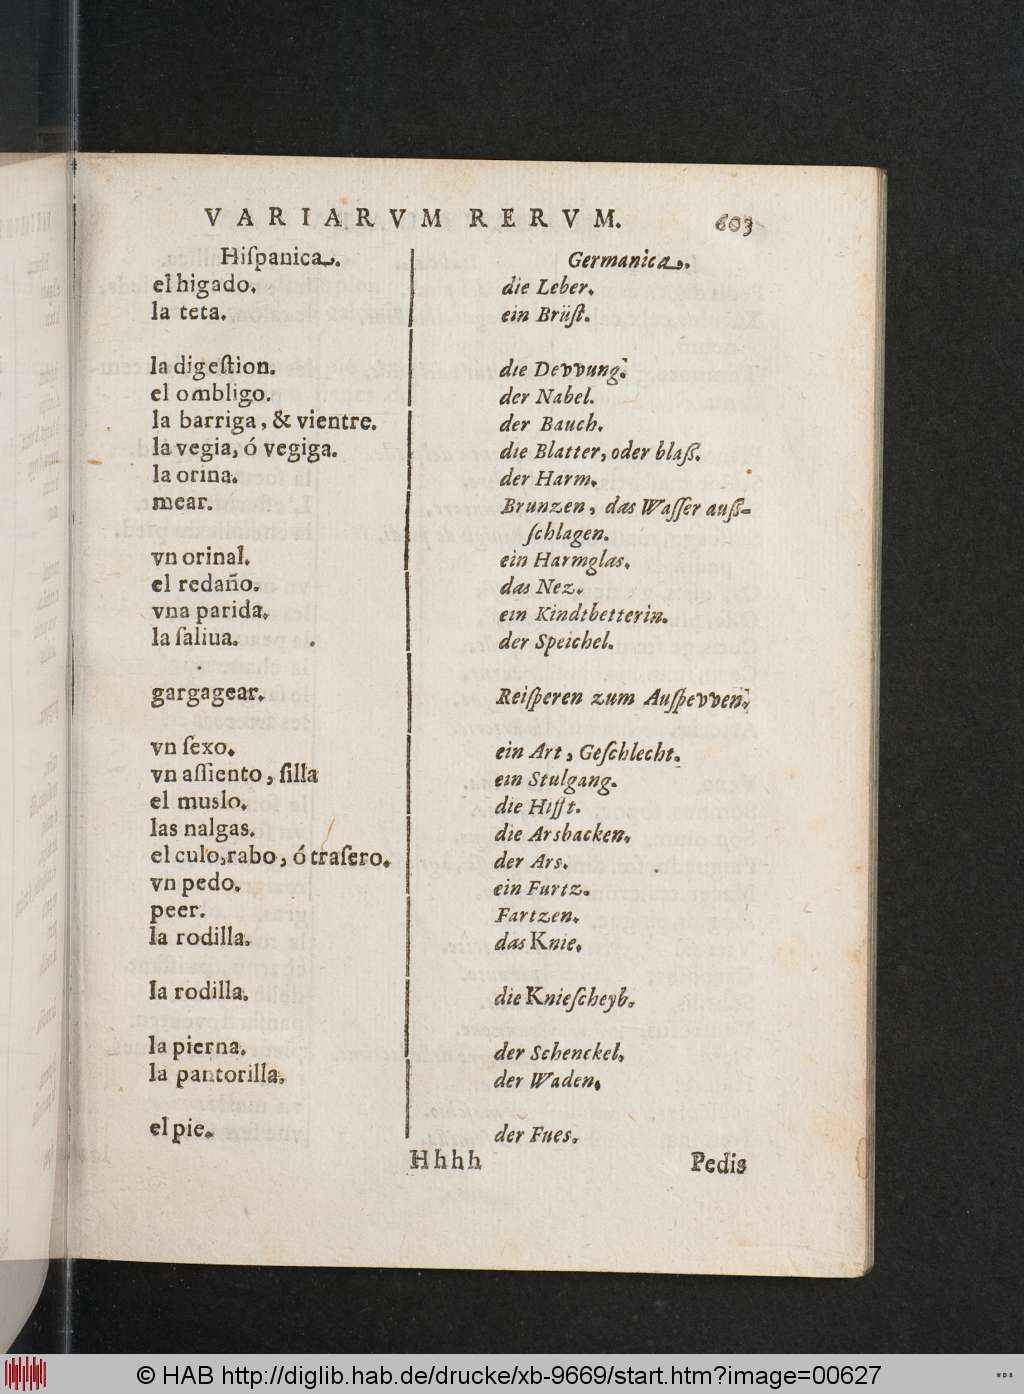 VARIARVM RERVM. 603
Hiſpanica.
el higado.
la teta.
la digeſtion.
el ombligo.
la barriga, & vientre.
la vegia, ó vegiga.
la orina.
mear.
vn orinal.
el redaño.
vna parida.
la ſaliua.
gargagear.
vn ſexo.
vn aſſiento, ſilla
el muslo.
las nalgas.
el culo, rabo, ó traſero.
vn pedo.
peer.
la rodilla.
la rodilla.
la pierna.
la pantorilla.
el pie.
Germanica.
die Leber.
ein Brüſt.
die Devvung.
der Nabel.
der Bauch.
die Blatter, oder blaß.
der Harm.
Brunzen, das Waſſer auß-
ſchlagen.
ein Harmglas.
das Nez.
ein Kindtbetterin.
der Speichel.
Reiſperen zum Auſpevven.
ein Art, Geſchlecht.
ein Stulgang.
die Hifft.
die Arsbacken.
der Ars.
ein Furtz.
Fartzen.
das Knie.
die Knieſcheyb.
der Schenckel.
der Waden.
der Fues.
Hhhh Pedis
© HAB http://diglib.hab.de/drucke/xb-9669/start.htm?image=00627